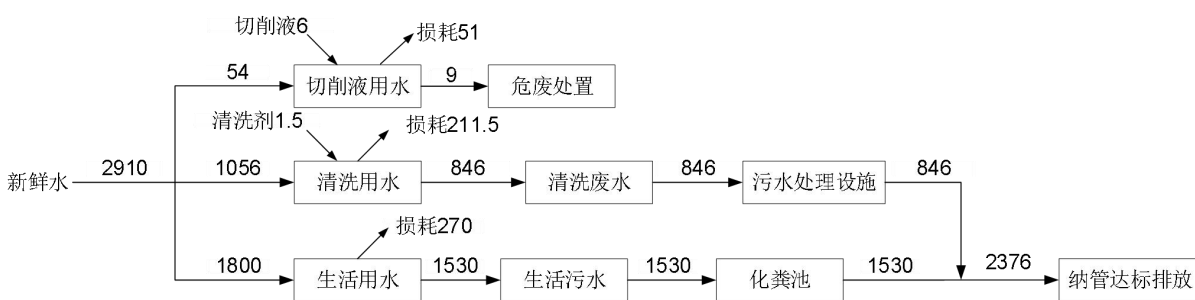 切削液6
损耗51
54
切削液用水
9
危废处置
清洗剂1.5
损耗211.5
新鲜水
2910
1056
清洗用水
846
清洗废水
846
污水处理设施
846
损耗270
1800
生活用水
1530
生活污水
1530
化粪池
1530
2376
纳管达标排放